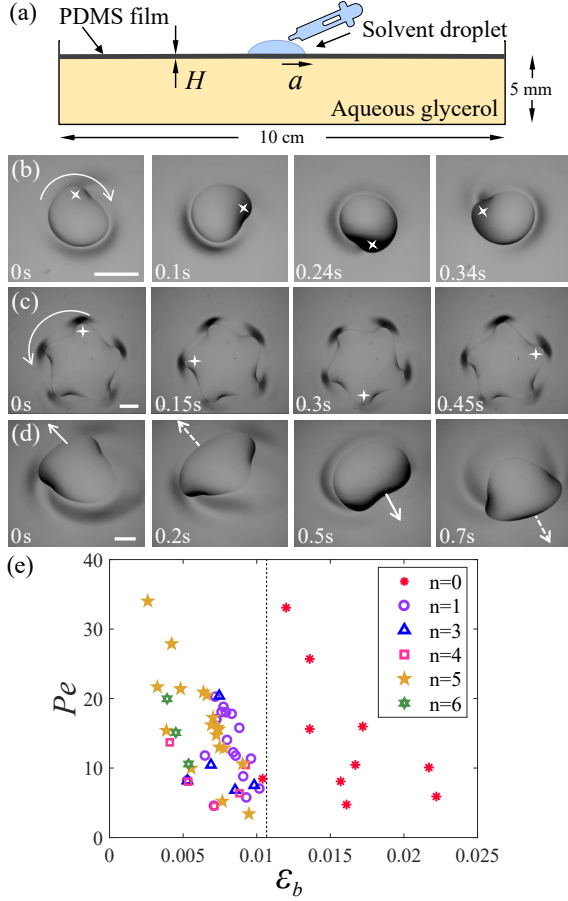 (a)
PDMS film
Solvent droplet
H
a
5 mm
Aqueous glycerol
10 cm
(b)
0s
0.1s
0.24s
0.34s
(c)
0s
0.15s
0.3s
0.45s
(d)
0s
0.2s
0.5s
0.7s
(e)
40
30
20
10
0
Pe
n=0
n=1
n=3
n=4
n=5
n=6
0
0.005
0.01
0.015
0.02
0.025
ε_b